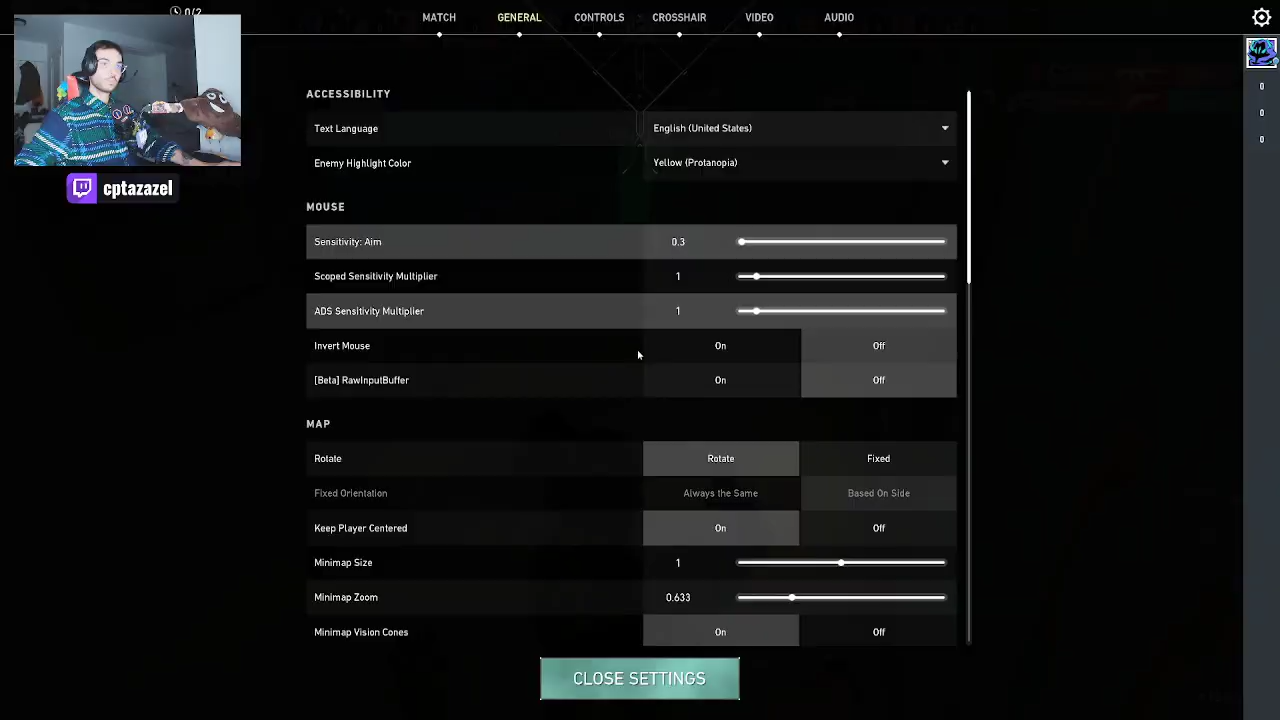 0/2
MATCH GENERAL CONTROLS CROSSHAIR VIDEO AUDIO
cptazazel
ACCESSIBILITY
Text Language English (United States)
Enemy Highlight Color Yellow (Protanopia)
MOUSE
Sensitivity: Aim 0.3
Scoped Sensitivity Multiplier 1
ADS Sensitivity Multiplier 1
Invert Mouse On Off
[Beta] RawInputBuffer On Off
MAP
Rotate Rotate Fixed
Fixed Orientation Always the Same Based On Side
Keep Player Centered On Off
Minimap Size 1
Minimap Zoom 0.633
Minimap Vision Cones On Off
CLOSE SETTINGS
0
0
0